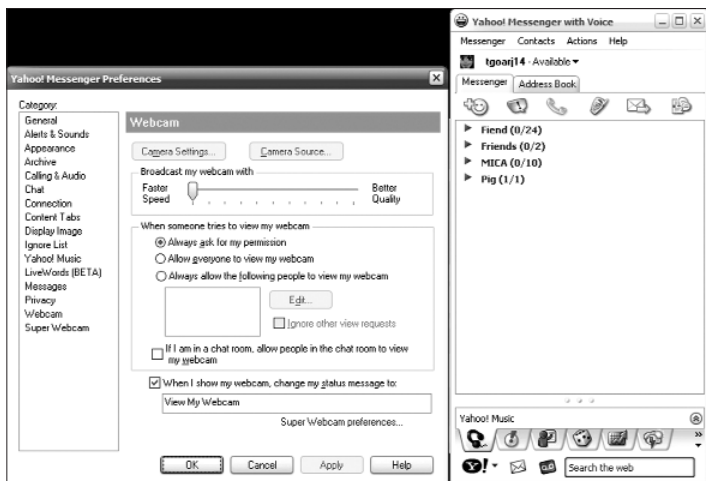 Yahoo! Messenger Preferences
Category:
General
Alerts & Sounds
Appearance
Archive
Calling & Audio
Chat
Connection
Content Tabs
Display Image
Ignore List
Yahoo! Music
LiveWords (BETA)
Messages
Privacy
Webcam
Super Webcam
Webcam
Camera Settings... Camera Source...
Broadcast my webcam with
Faster Speed
Better Quality
When someone tries to view my webcam
Always ask for my permission
Allow everyone to view my webcam
Always allow the following people to view my webcam
Edit...
Ignore other view requests
If I am in a chat room, allow people in the chat room to view
my webcam
When I show my webcam, change my status message to:
View My Webcam
Super Webcam preferences...
OK Cancel Apply Help
Yahoo! Messenger with Voice
Messenger Contacts Actions Help
tgoarj14 - Available
Messenger Address Book
Fiend (0/24)
Friends (0/2)
MICA (0/10)
Pig (1/1)
Yahoo! Music
Y! Search the web